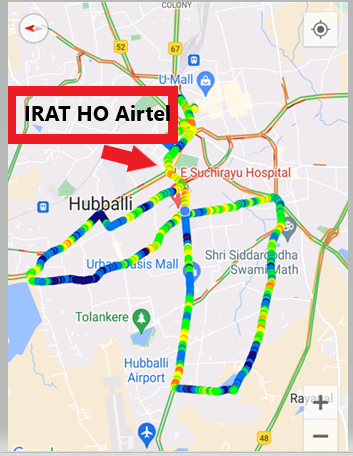 COLONY
52
67
U Mall
IRAT HO Airtel
E Suchirayu Hospital
Hubballi
Shri Siddharodha
Swami Math
Urban Oasis Mall
Tolankere
Hubballi
Airport
48
+
−